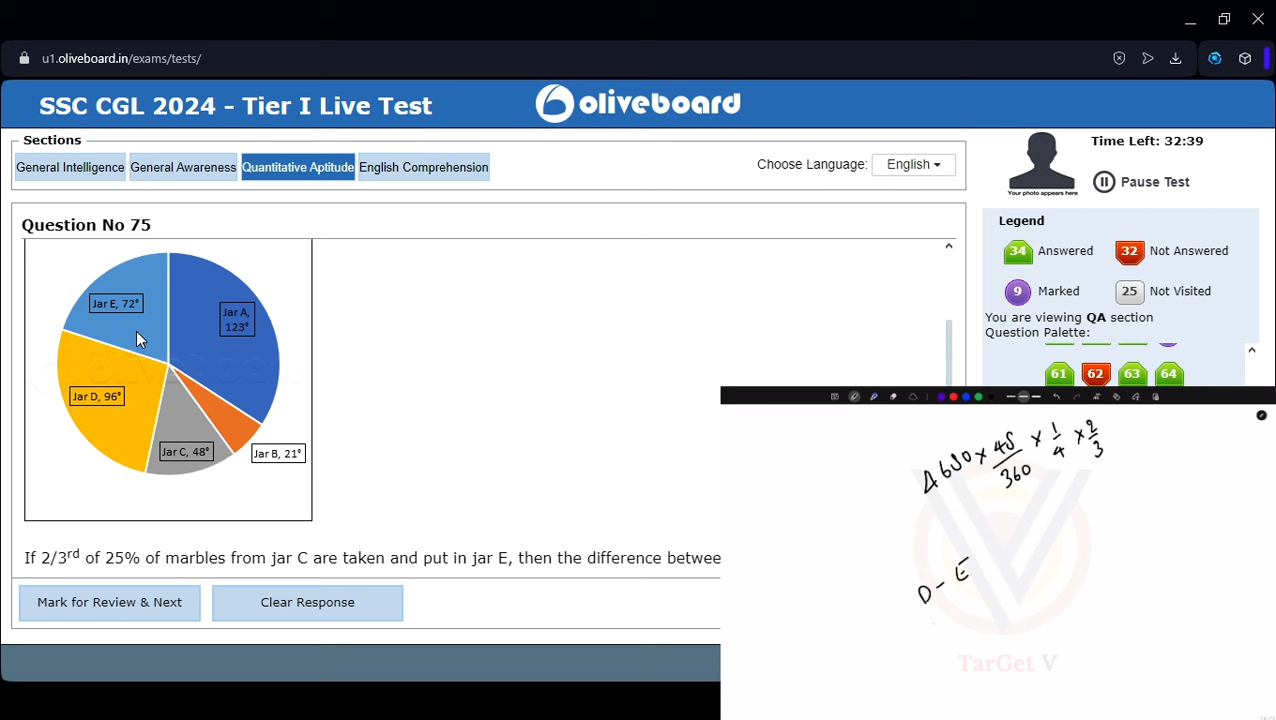 u1.oliveboard.in/exams/tests/
SSC CGL 2024 - Tier I Live Test
oliveboard
Sections
General Intelligence
General Awareness
Quantitative Aptitude
English Comprehension
Choose Language:
English
Your photo appears here
Time Left: 32:39
Pause Test
Question No 75
Legend
34 Answered
32 Not Answered
9 Marked
25 Not Visited
You are viewing QA section
Question Palette:
61
62
63
64
Jar E, 72°
Jar A,
123°
Jar D, 96°
Jar C, 48°
Jar B, 21°
If 2/3rd of 25% of marbles from jar C are taken and put in jar E, then the difference between
Mark for Review & Next
Clear Response
4680 × 48/360 × 1/4 × 2/3
D - E
TarGet V